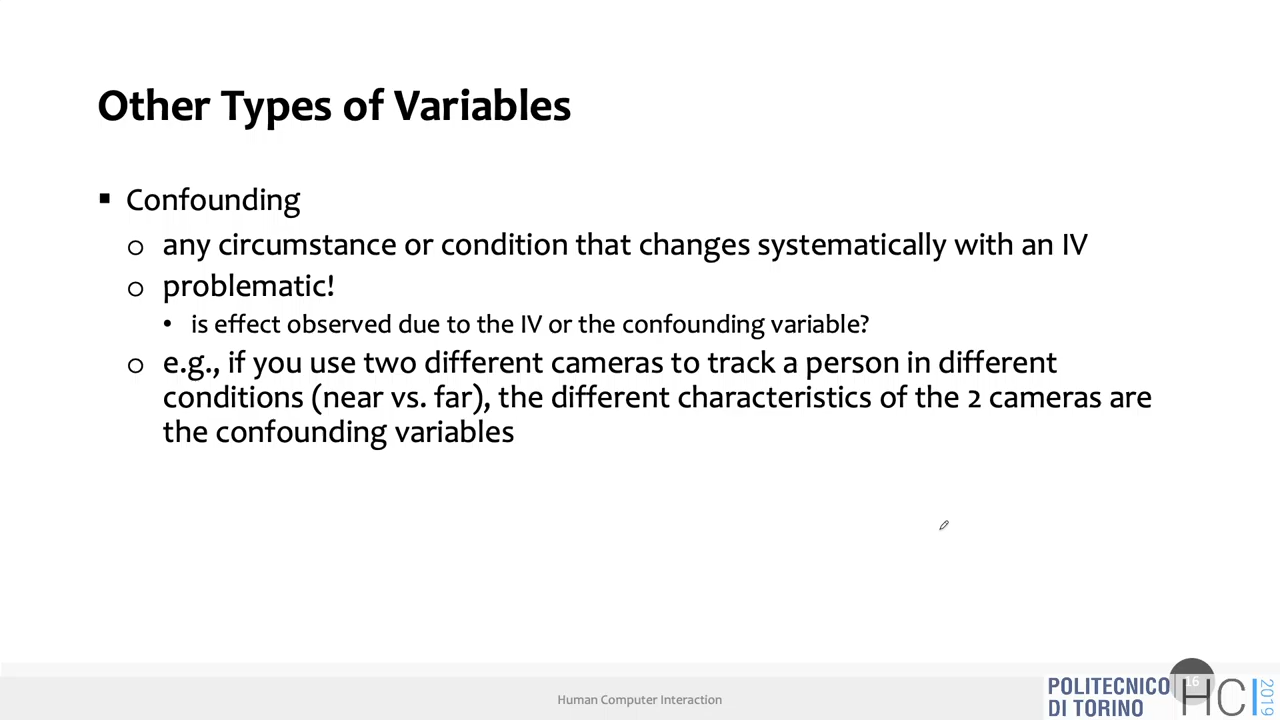 Other Types of Variables
▪ Confounding
o any circumstance or condition that changes systematically with an IV
o problematic!
• is effect observed due to the IV or the confounding variable?
o e.g., if you use two different cameras to track a person in different
conditions (near vs. far), the different characteristics of the 2 cameras are
the confounding variables
Human Computer Interaction
POLITECNICO
DI TORINO
16
HCI
2019